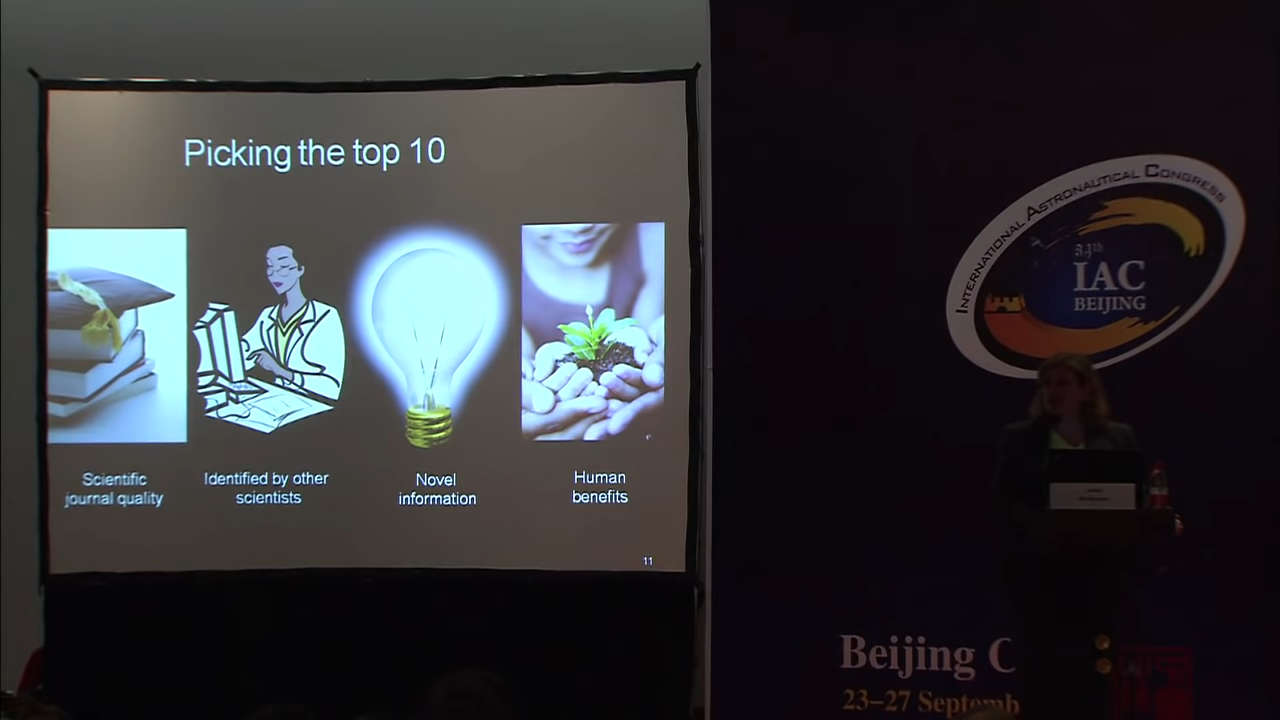 Picking the top 10
Scientific
journal quality
Identified by other
scientists
Novel
information
Human
benefits
11
INTERNATIONAL ASTRONAUTICAL CONGRESS
IAC
BEIJING
Beijing C
23–27 Septemb